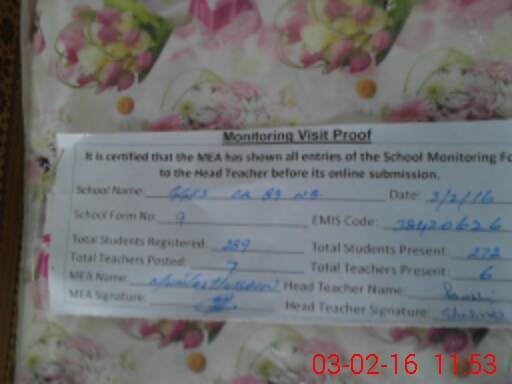 Monitoring Visit Proof
It is certified that the MEA has shown all entries of the School Monitoring Fo
to the Head Teacher before its online submission.
School Name: GGPS NB Date: 3/2/16
School Form No: 9 EMIS Code: 38420626
Total Students Registered: 289 Total Students Present: 272
Total Teachers Posted: 7 Total Teachers Present: 6
MEA Name: Head Teacher Name:
MEA Signature: Head Teacher Signature:
03-02-16 11:53